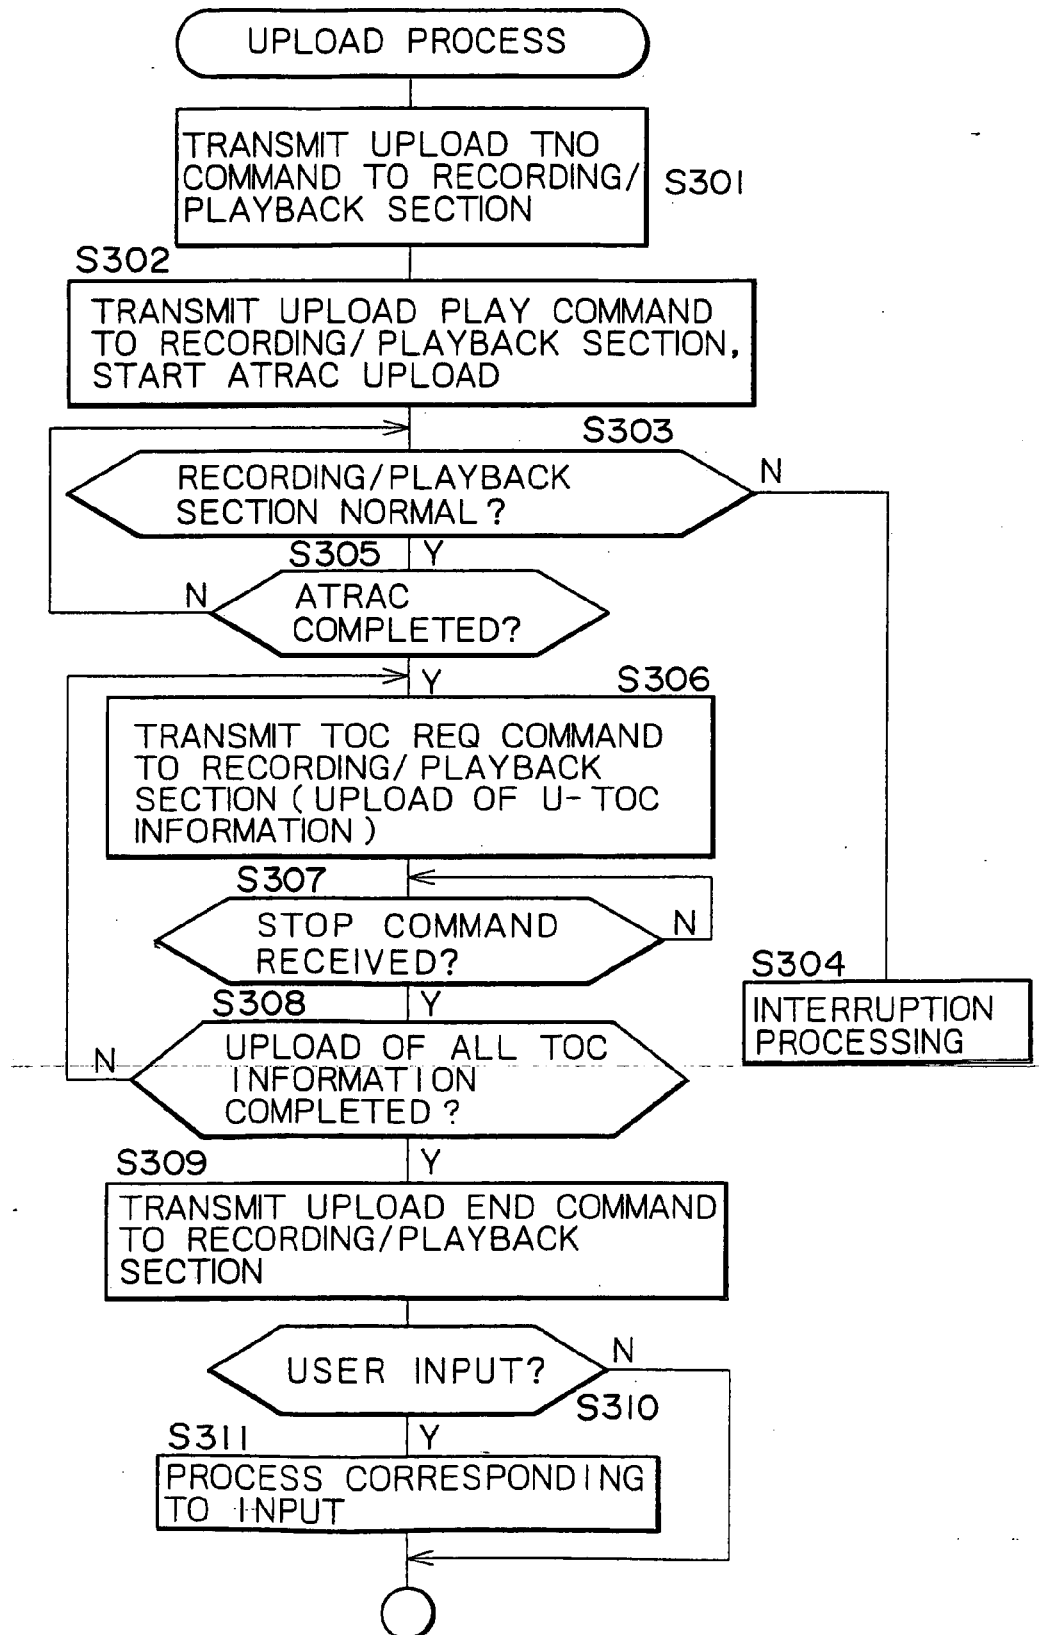 UPLOAD PROCESS
TRANSMIT UPLOAD TNO
COMMAND TO RECORDING/
PLAYBACK SECTION
S301
S302
TRANSMIT UPLOAD PLAY COMMAND
TO RECORDING/PLAYBACK SECTION,
START ATRAC UPLOAD
S303
RECORDING/PLAYBACK
SECTION NORMAL?
N
Y
S305
ATRAC
COMPLETED?
N
Y
S306
TRANSMIT TOC REQ COMMAND
TO RECORDING/PLAYBACK
SECTION (UPLOAD OF U-TOC
INFORMATION)
S307
STOP COMMAND
RECEIVED?
N
Y
S304
INTERRUPTION
PROCESSING
S308
UPLOAD OF ALL TOC
INFORMATION
COMPLETED?
N
Y
S309
TRANSMIT UPLOAD END COMMAND
TO RECORDING/PLAYBACK
SECTION
USER INPUT?
N
S310
Y
S311
PROCESS CORRESPONDING
TO INPUT